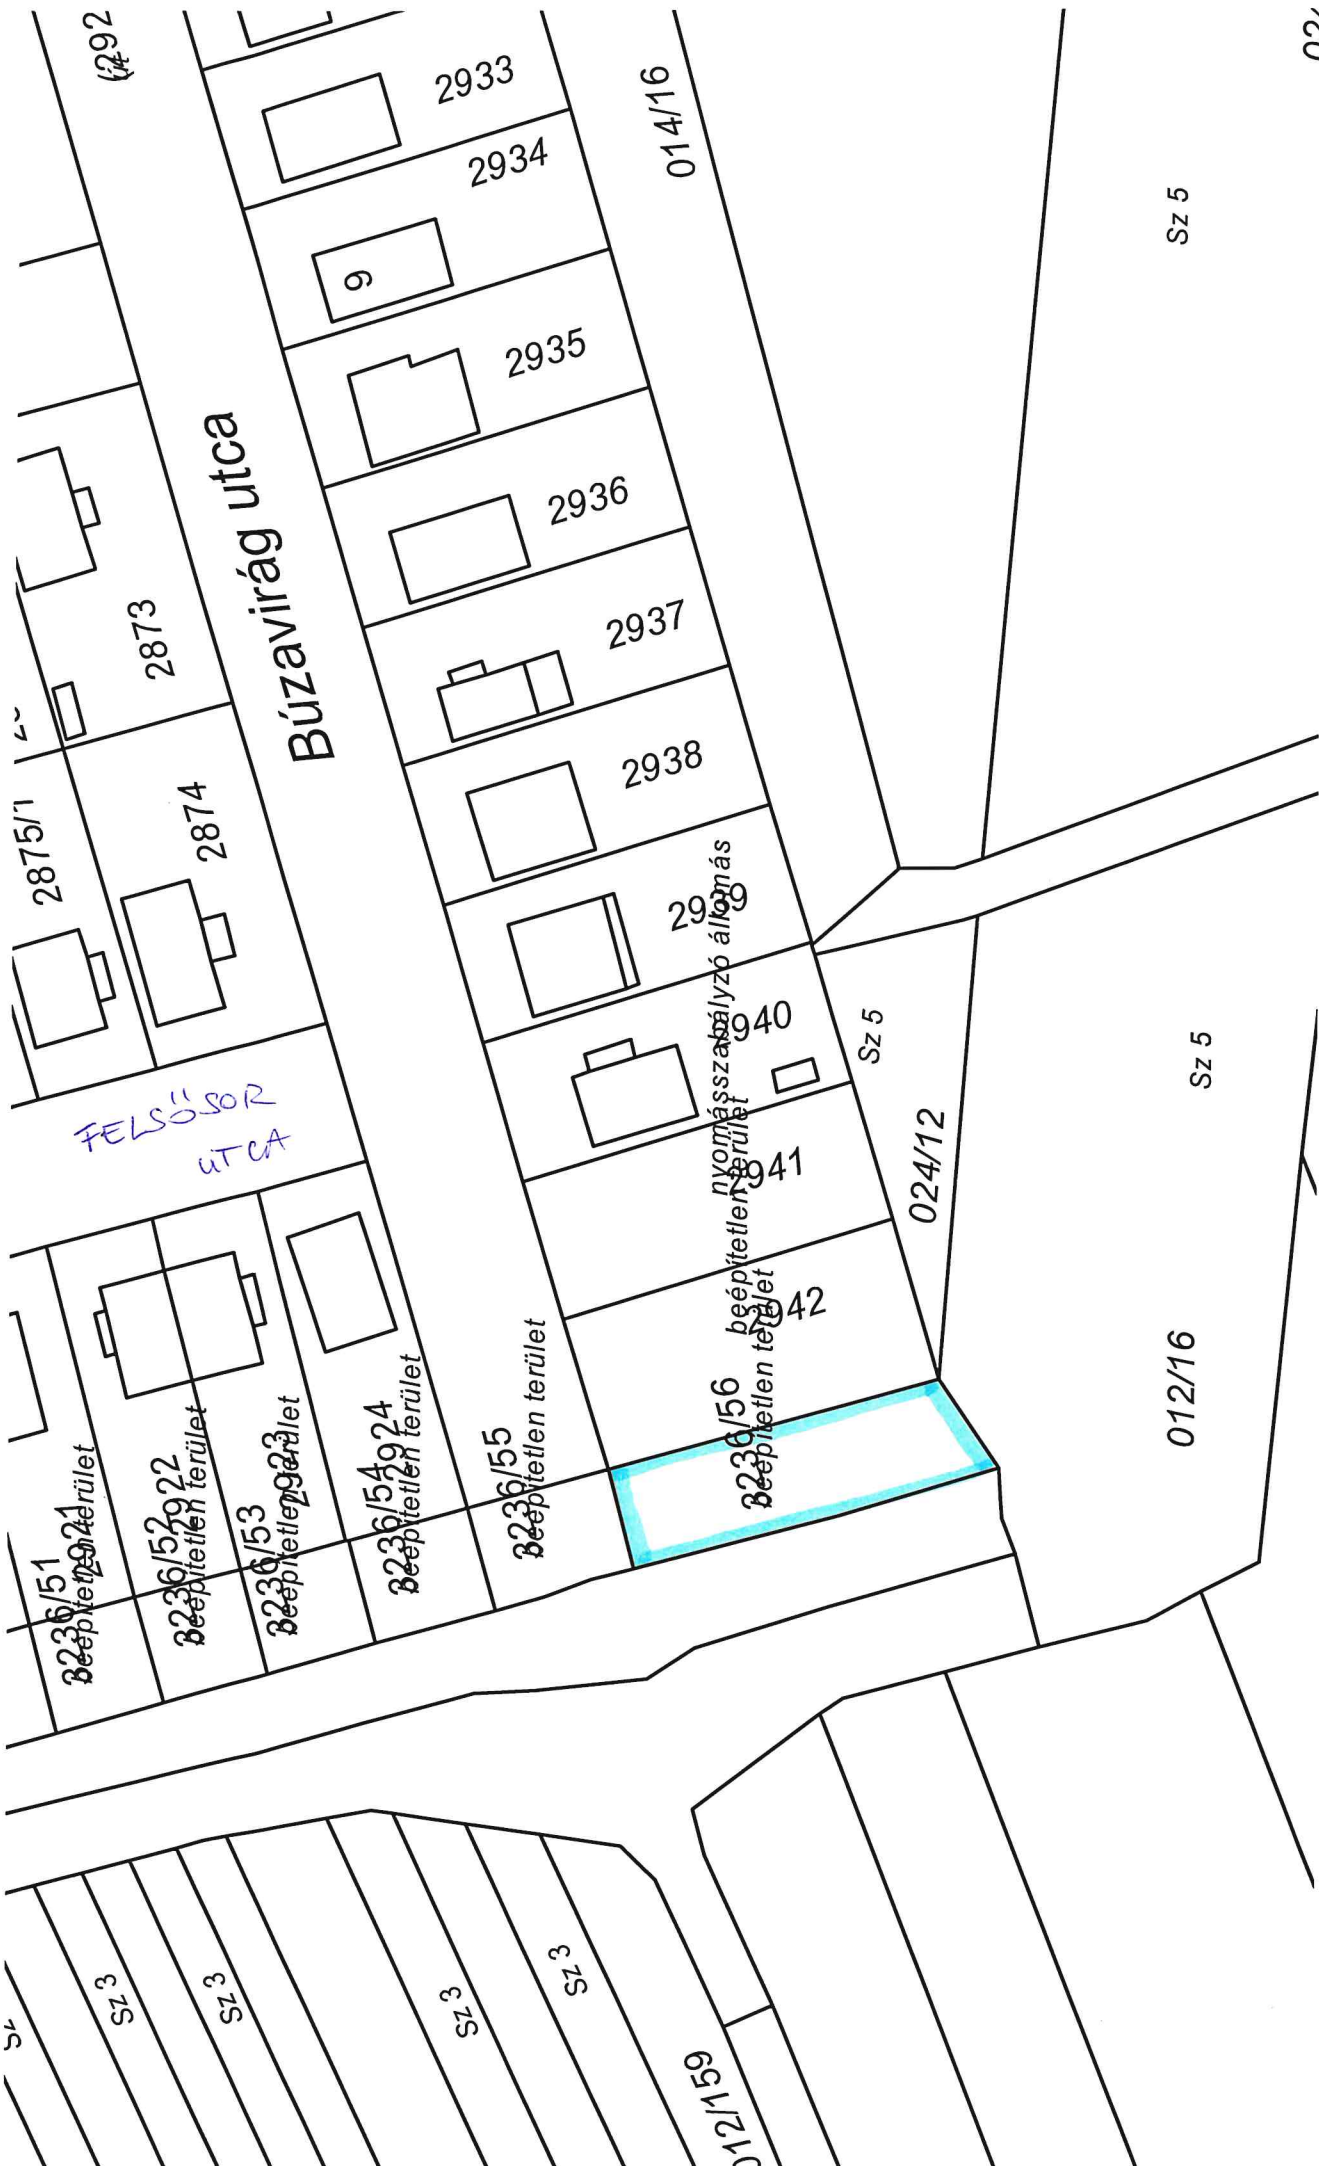 út
2933
2934
014/16
Sz 5
9
2935
2936
Búzavirág utca
2873
2937
2938
2874
2875/1
2939
nyomásszabályzó állomás
2940
Sz 5
Sz 5
FELSŐSOR
UTCA
2941
beépítetlen terület
024/12
2942
beépítetlen terület
012/16
3236/56
3236/55
beépítetlen terület
3236/54
2924
beépítetlen terület
3236/53
2923
beépítetlen terület
3236/52
2922
beépítetlen terület
3236/51
2921
beépítetlen terület
Sz 3
Sz 3
Sz 3
Sz 3
012/159